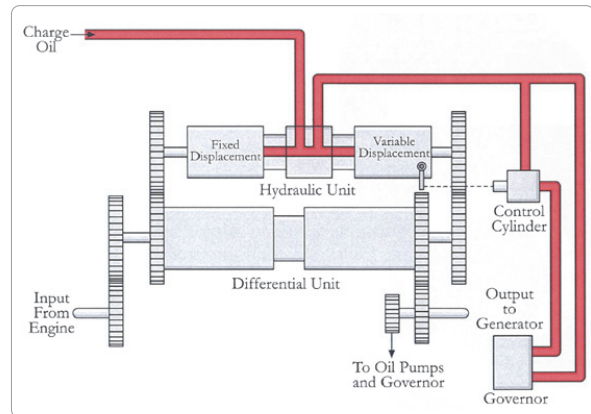 Charge
Oil
Fixed
Displacement
Variable
Displacement
Hydraulic Unit
Control
Cylinder
Differential Unit
Input
From
Engine
Output
to
Generator
To Oil Pumps
and Governor
Governor